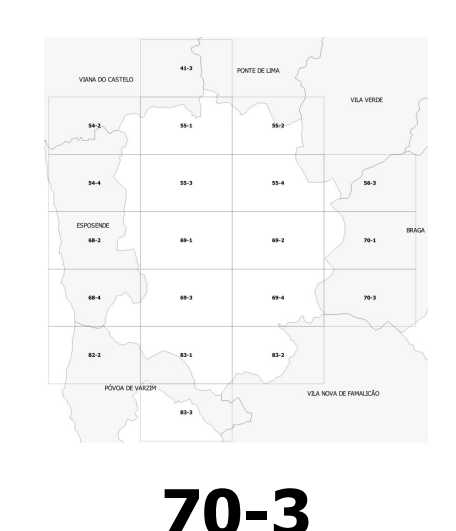 41-3
VIANA DO CASTELO
PONTE DE LIMA
VILA VERDE
54-2 55-1 55-2
54-4 55-3 55-4 56-3
ESPOSENDE
BRAGA
68-2 69-1 69-2 70-1
68-4 69-3 69-4 70-3
82-2 83-1 83-2
PÓVOA DE VARZIM
VILA NOVA DE FAMALICÃO
83-3
70-3